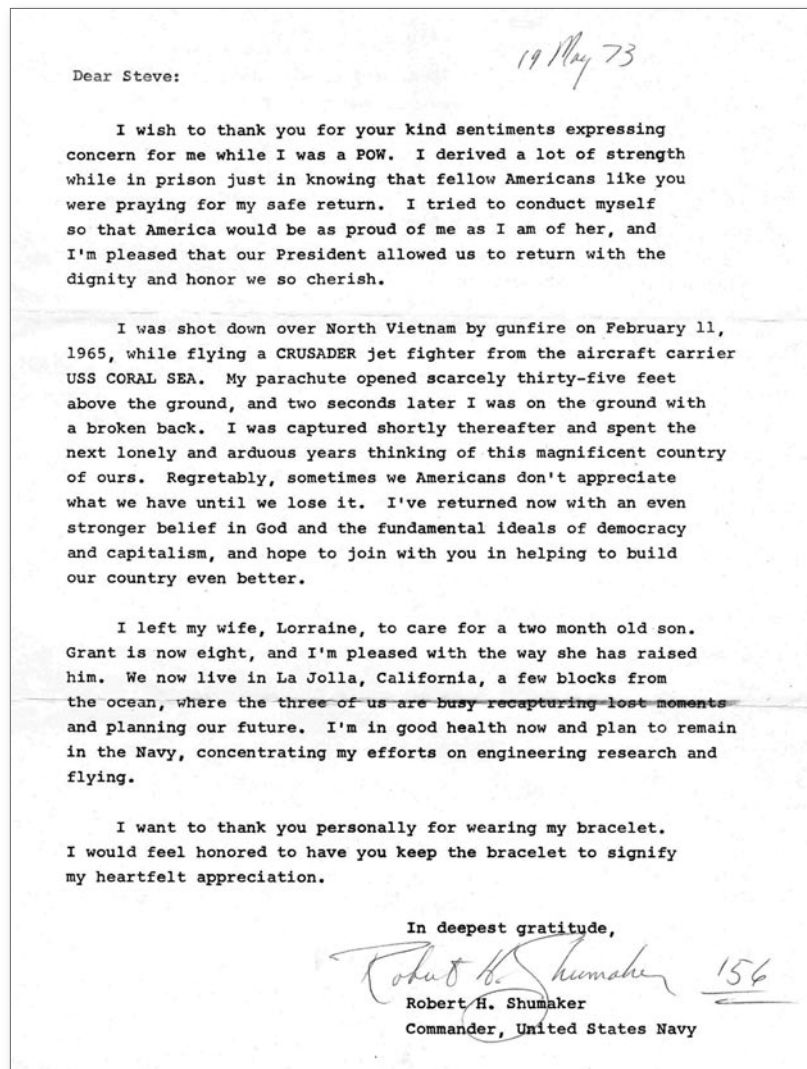 19 May 73
Dear Steve:
I wish to thank you for your kind sentiments expressing
concern for me while I was a POW. I derived a lot of strength
while in prison just in knowing that fellow Americans like you
were praying for my safe return. I tried to conduct myself
so that America would be as proud of me as I am of her, and
I'm pleased that our President allowed us to return with the
dignity and honor we so cherish.
I was shot down over North Vietnam by gunfire on February 11,
1965, while flying a CRUSADER jet fighter from the aircraft carrier
USS CORAL SEA. My parachute opened scarcely thirty-five feet
above the ground, and two seconds later I was on the ground with
a broken back. I was captured shortly thereafter and spent the
next lonely and arduous years thinking of this magnificent country
of ours. Regretably, sometimes we Americans don't appreciate
what we have until we lose it. I've returned now with an even
stronger belief in God and the fundamental ideals of democracy
and capitalism, and hope to join with you in helping to build
our country even better.
I left my wife, Lorraine, to care for a two month old son.
Grant is now eight, and I'm pleased with the way she has raised
him. We now live in La Jolla, California, a few blocks from
the ocean, where the three of us are busy recapturing lost moments
and planning our future. I'm in good health now and plan to remain
in the Navy, concentrating my efforts on engineering research and
flying.
I want to thank you personally for wearing my bracelet.
I would feel honored to have you keep the bracelet to signify
my heartfelt appreciation.
In deepest gratitude,
Robert H. Shumaker 156
Robert H. Shumaker
Commander, United States Navy